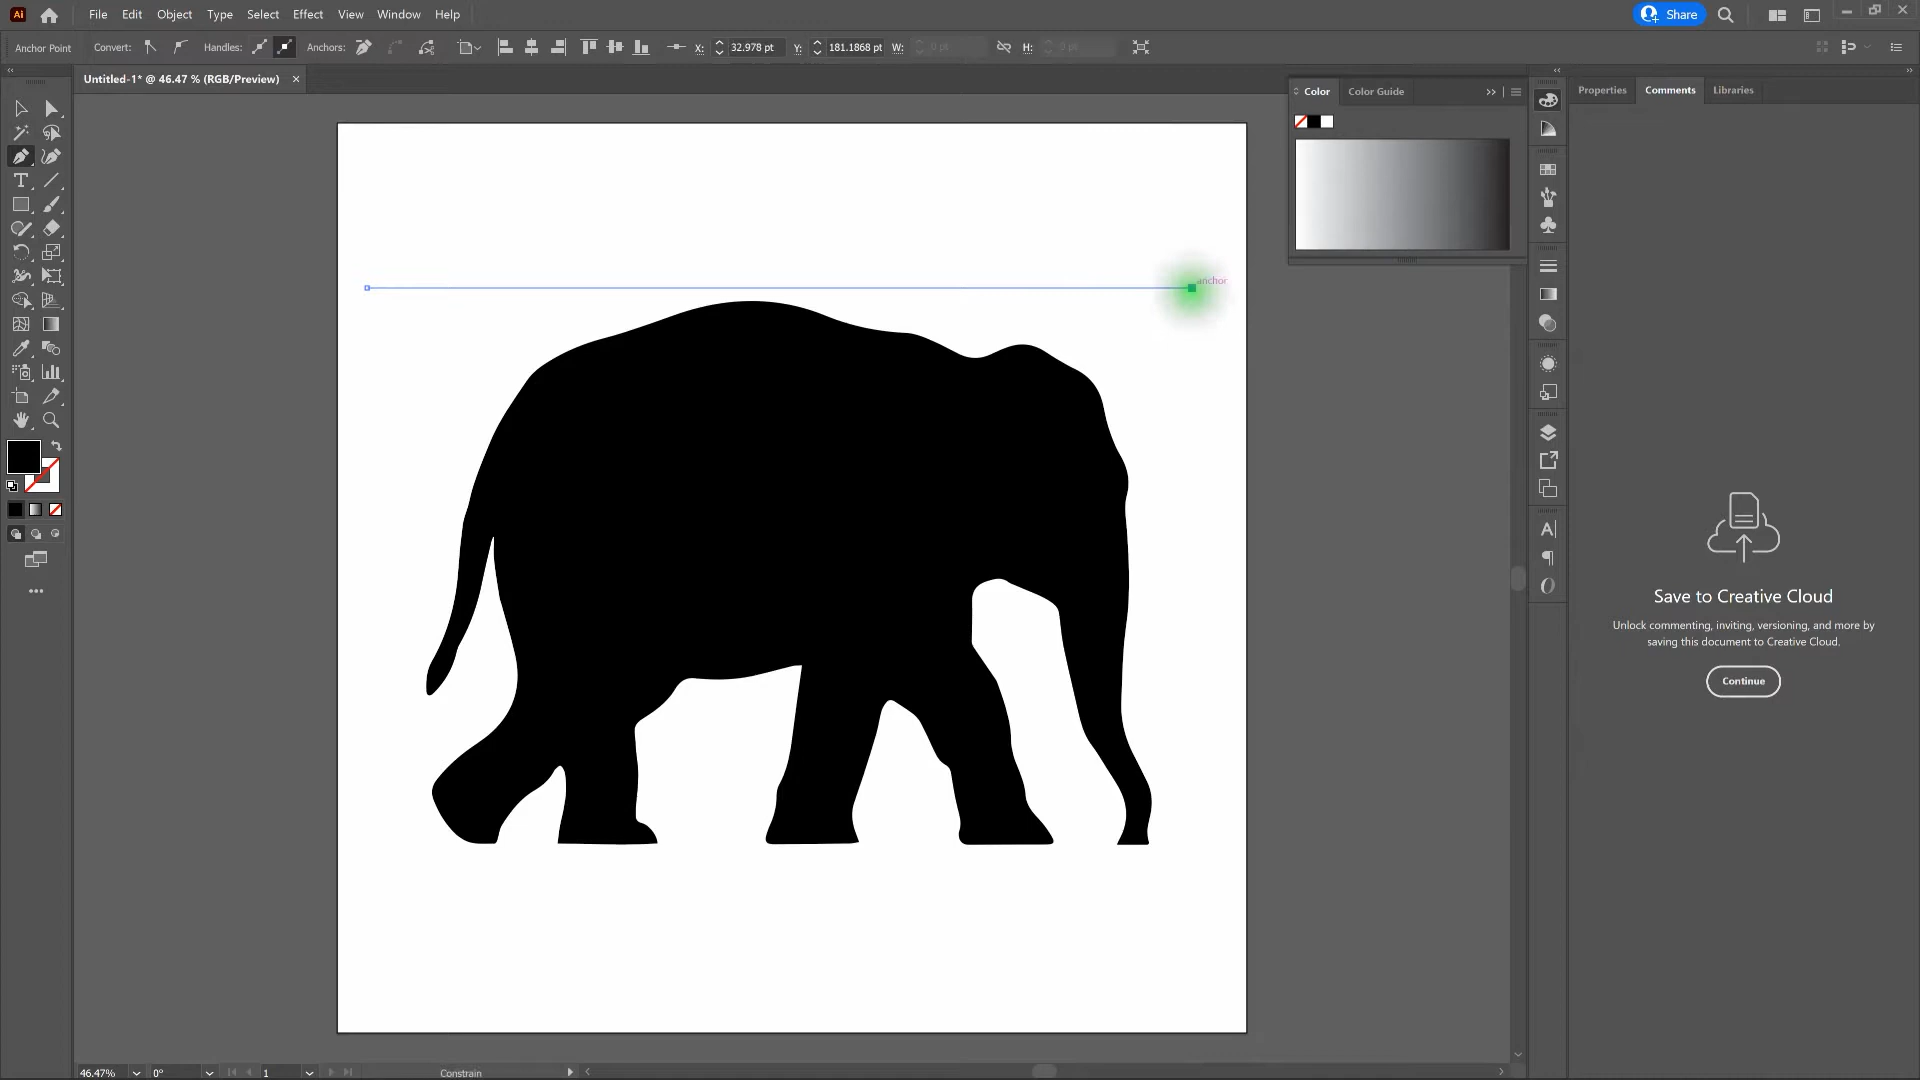 Ai
File Edit Object Type Select Effect View Window Help
Share
Anchor Point Convert: Handles: Anchors: X: 32.978 pt Y: 181.1868 pt W: 0 pt H: 0 pt
Untitled-1* @ 46.47 % (RGB/Preview)
Color Color Guide
Properties Comments Libraries
anchor
Save to Creative Cloud
Unlock commenting, inviting, versioning, and more by
saving this document to Creative Cloud.
Continue
46.47% 0° 1 Constrain